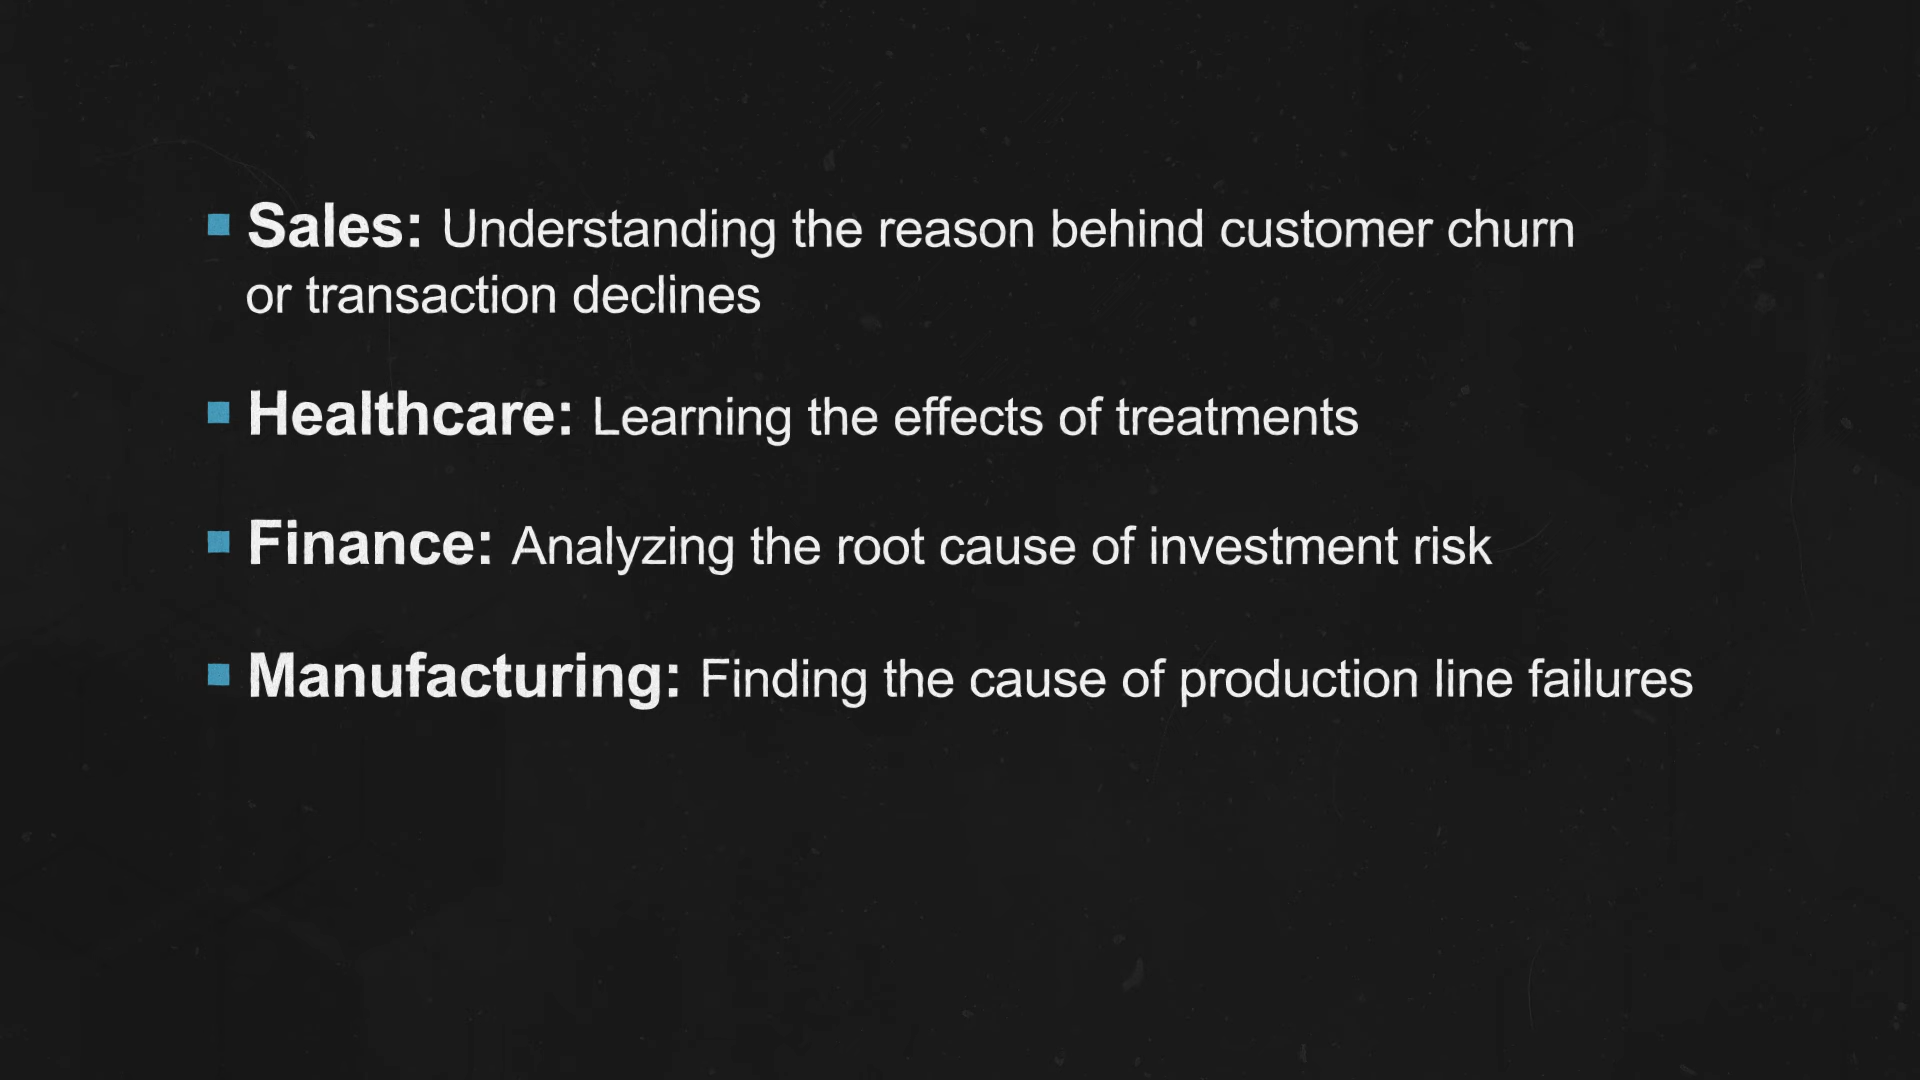 Sales: Understanding the reason behind customer churn
or transaction declines
Healthcare: Learning the effects of treatments
Finance: Analyzing the root cause of investment risk
Manufacturing: Finding the cause of production line failures